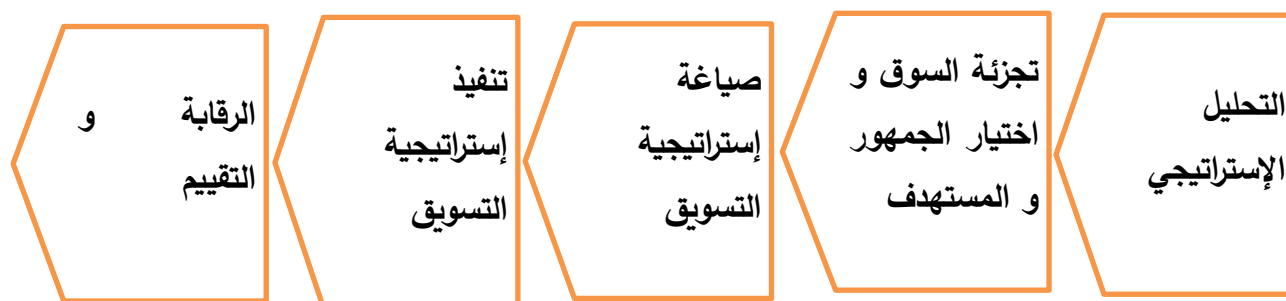 التحليل
الإستراتيجي
تجزئة السوق و
اختيار الجمهور
و المستهدف
صياغة
إستراتيجية
التسويق
تنفيذ
إستراتيجية
التسويق
الرقابة و
التقييم